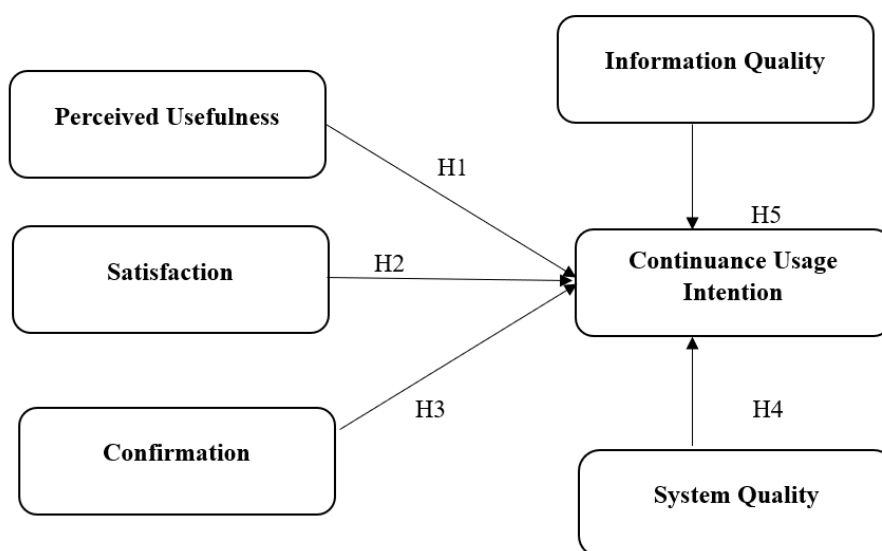 Information Quality
Perceived Usefulness
H1
H5
Satisfaction
H2
Continuance Usage
Intention
H3
H4
Confirmation
System Quality